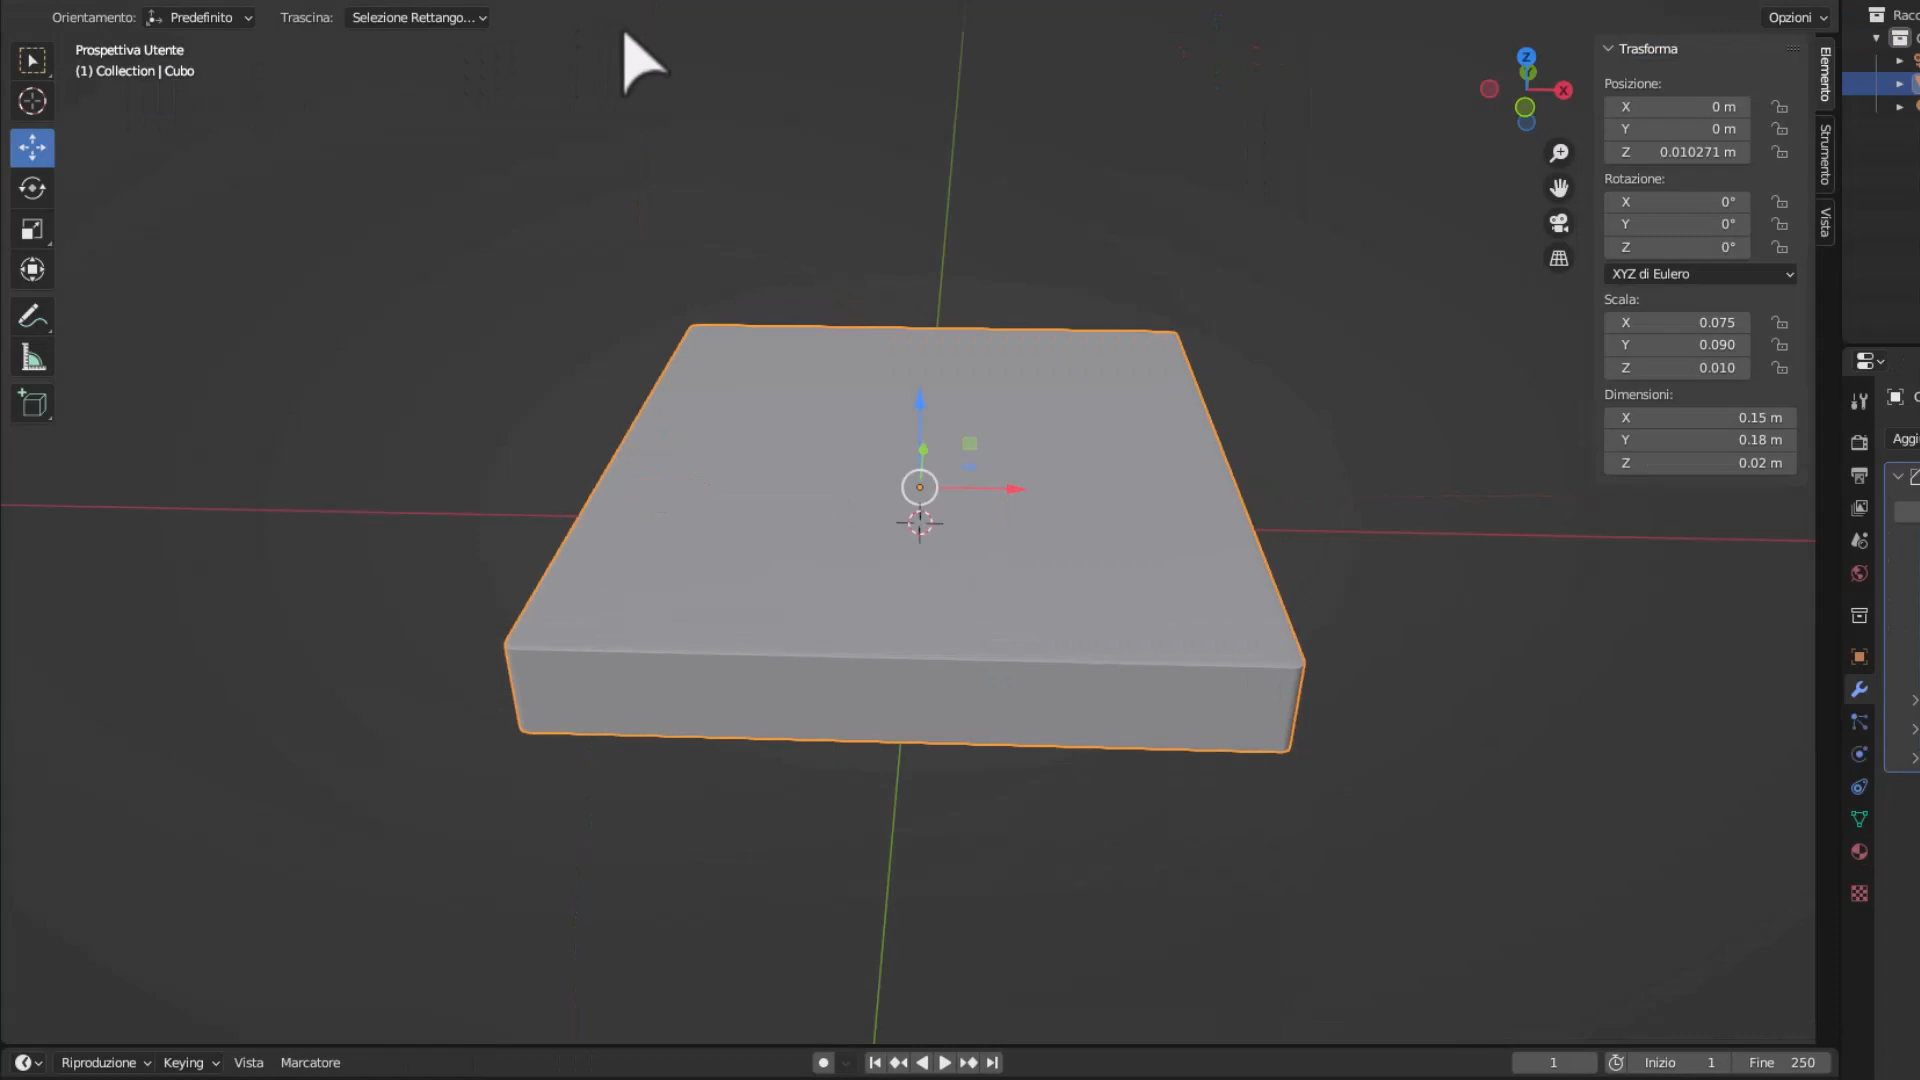 Orientamento: Predefinito Trascina: Selezione Rettango... Opzioni
Prospettiva Utente
(1) Collection | Cubo
Z
Y
X
Trasforma
Posizione:
X 0 m
Y 0 m
Z 0.010271 m
Rotazione:
X 0°
Y 0°
Z 0°
XYZ di Eulero
Scala:
X 0.075
Y 0.090
Z 0.010
Dimensioni:
X 0.15 m
Y 0.18 m
Z 0.02 m
Elemento
Strumento
Vista
Racc
Aggi
Riproduzione Keying Vista Marcatore 1 Inizio 1 Fine 250